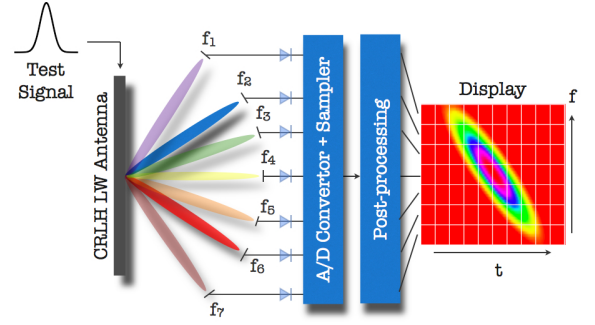 Test
Signal
CRLH LW Antenna
f1
f2
f3
f4
f5
f6
f7
A/D Convertor + Sampler
Post-processing
Display
f
t